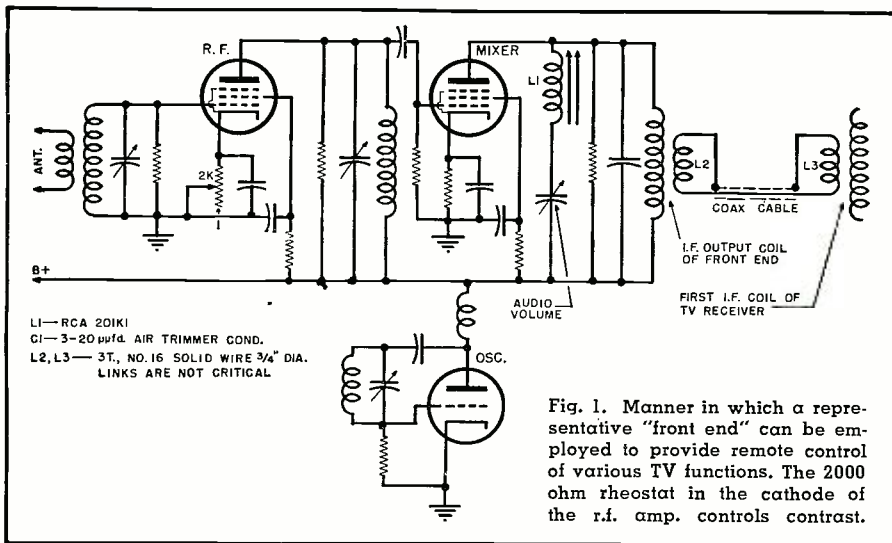 R.F.
MIXER
L1
ANT.
2K
L2
L3
COAX CABLE
I.F. OUTPUT COIL
OF FRONT END
B+
AUDIO
VOLUME
FIRST I.F. COIL OF
TV RECEIVER
L1—RCA 201K1
C1—3-20 µµfd. AIR TRIMMER COND.
L2, L3— 3T., NO. 16 SOLID WIRE 3/4" DIA.
LINKS ARE NOT CRITICAL
OSC.
Fig. 1. Manner in which a repre-
sentative "front end" can be em-
ployed to provide remote control
of various TV functions. The 2000
ohm rheostat in the cathode of
the r.f. amp. controls contrast.